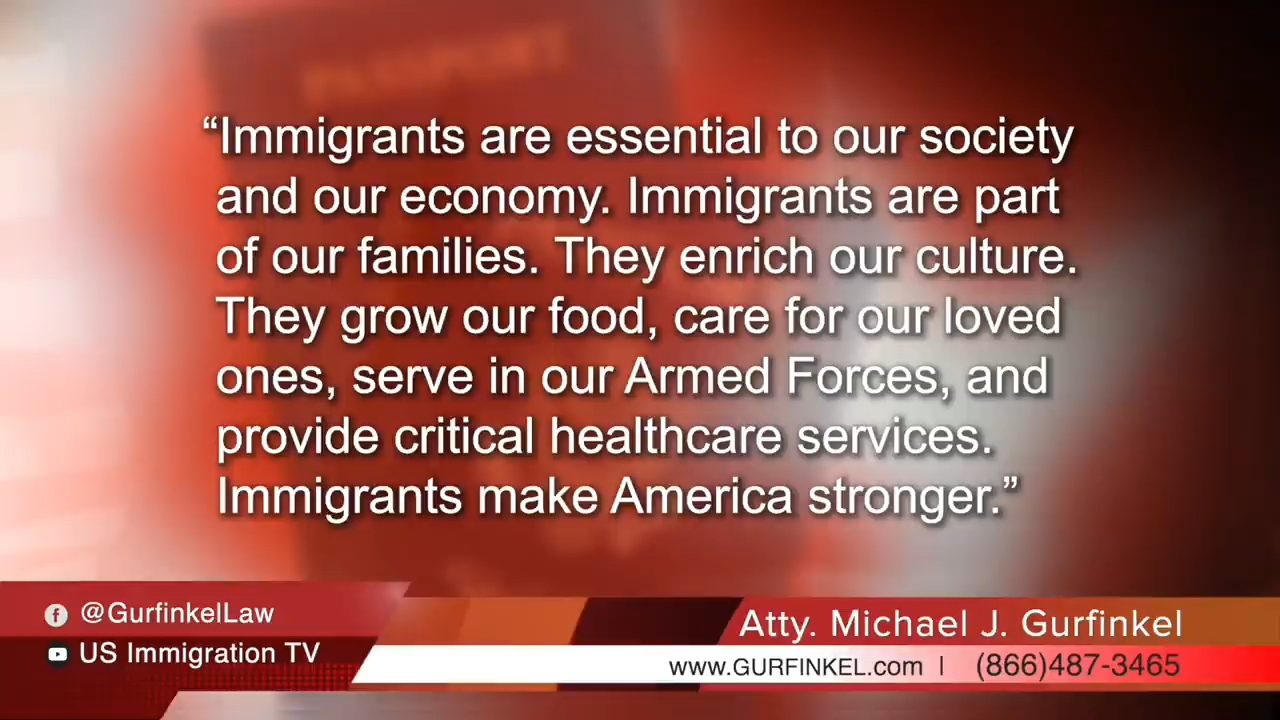 PASSPORT
“Immigrants are essential to our society
and our economy. Immigrants are part
of our families. They enrich our culture.
They grow our food, care for our loved
ones, serve in our Armed Forces, and
provide critical healthcare services.
Immigrants make America stronger.”
@GurfinkelLaw
US Immigration TV
Atty. Michael J. Gurfinkel
www.GURFINKEL.com | (866)487-3465